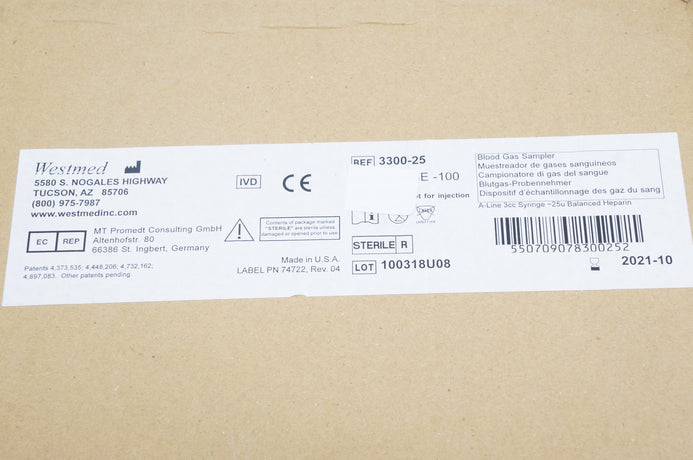 Westmed
5580 S. NOGALES HIGHWAY
TUCSON, AZ 85706
(800) 975-7987
www.westmedinc.com
EC REP
MT Promedt Consulting GmbH
Altenhofstr. 80
66386 St. Ingbert, Germany
Patents 4,373,535; 4,448,206; 4,732,162;
4,897,083. Other patents pending.
IVD
CE
Contents of package marked
"STERILE" are sterile unless
damaged or opened prior to use
Made in U.S.A.
LABEL PN 74722, Rev. 04
REF 3300-25
E -100
for injection
STERILE R
LOT 100318U08
Blood Gas Sampler
Muestreador de gases sanguíneos
Campionatore di gas del sangue
Blutgas-Probennehmer
Dispositif d'échantillonnage des gaz du sang
A-Line 3cc Syringe ~25u Balanced Heparin
550709078300252
2021-10